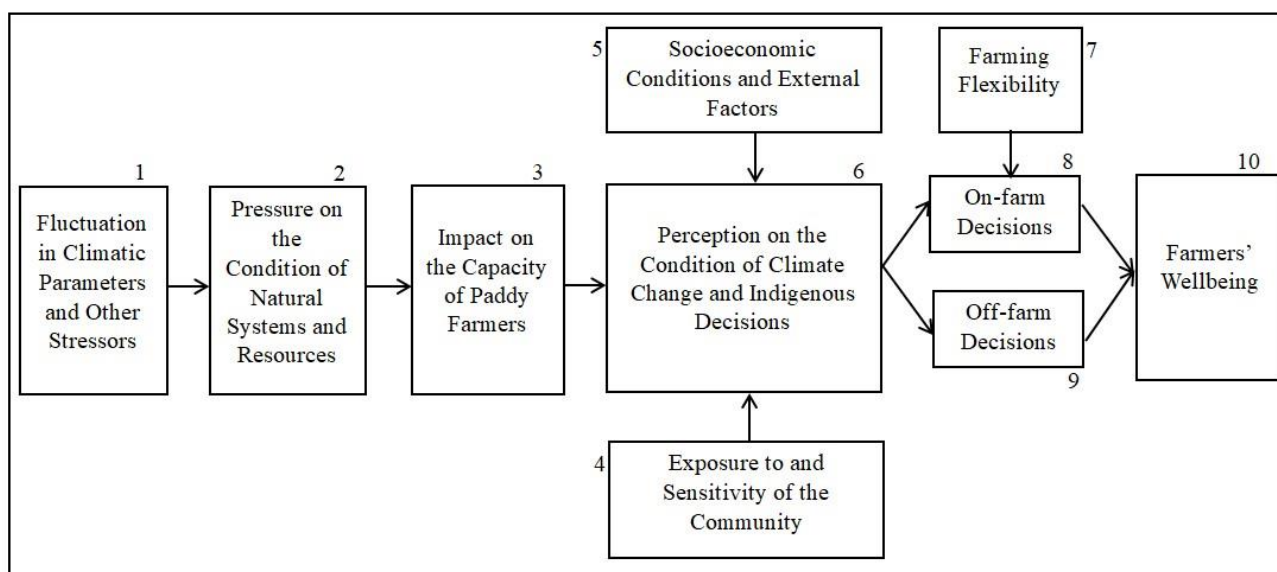 1
Fluctuation
in Climatic
Parameters
and Other
Stressors
2
Pressure on
the
Condition of
Natural
Systems and
Resources
3
Impact on
the Capacity
of Paddy
Farmers
4
Exposure to and
Sensitivity of the
Community
5
Socioeconomic
Conditions and External
Factors
6
Perception on the
Condition of Climate
Change and Indigenous
Decisions
7
Farming
Flexibility
8
On-farm
Decisions
Off-farm
Decisions
9
10
Farmers’
Wellbeing